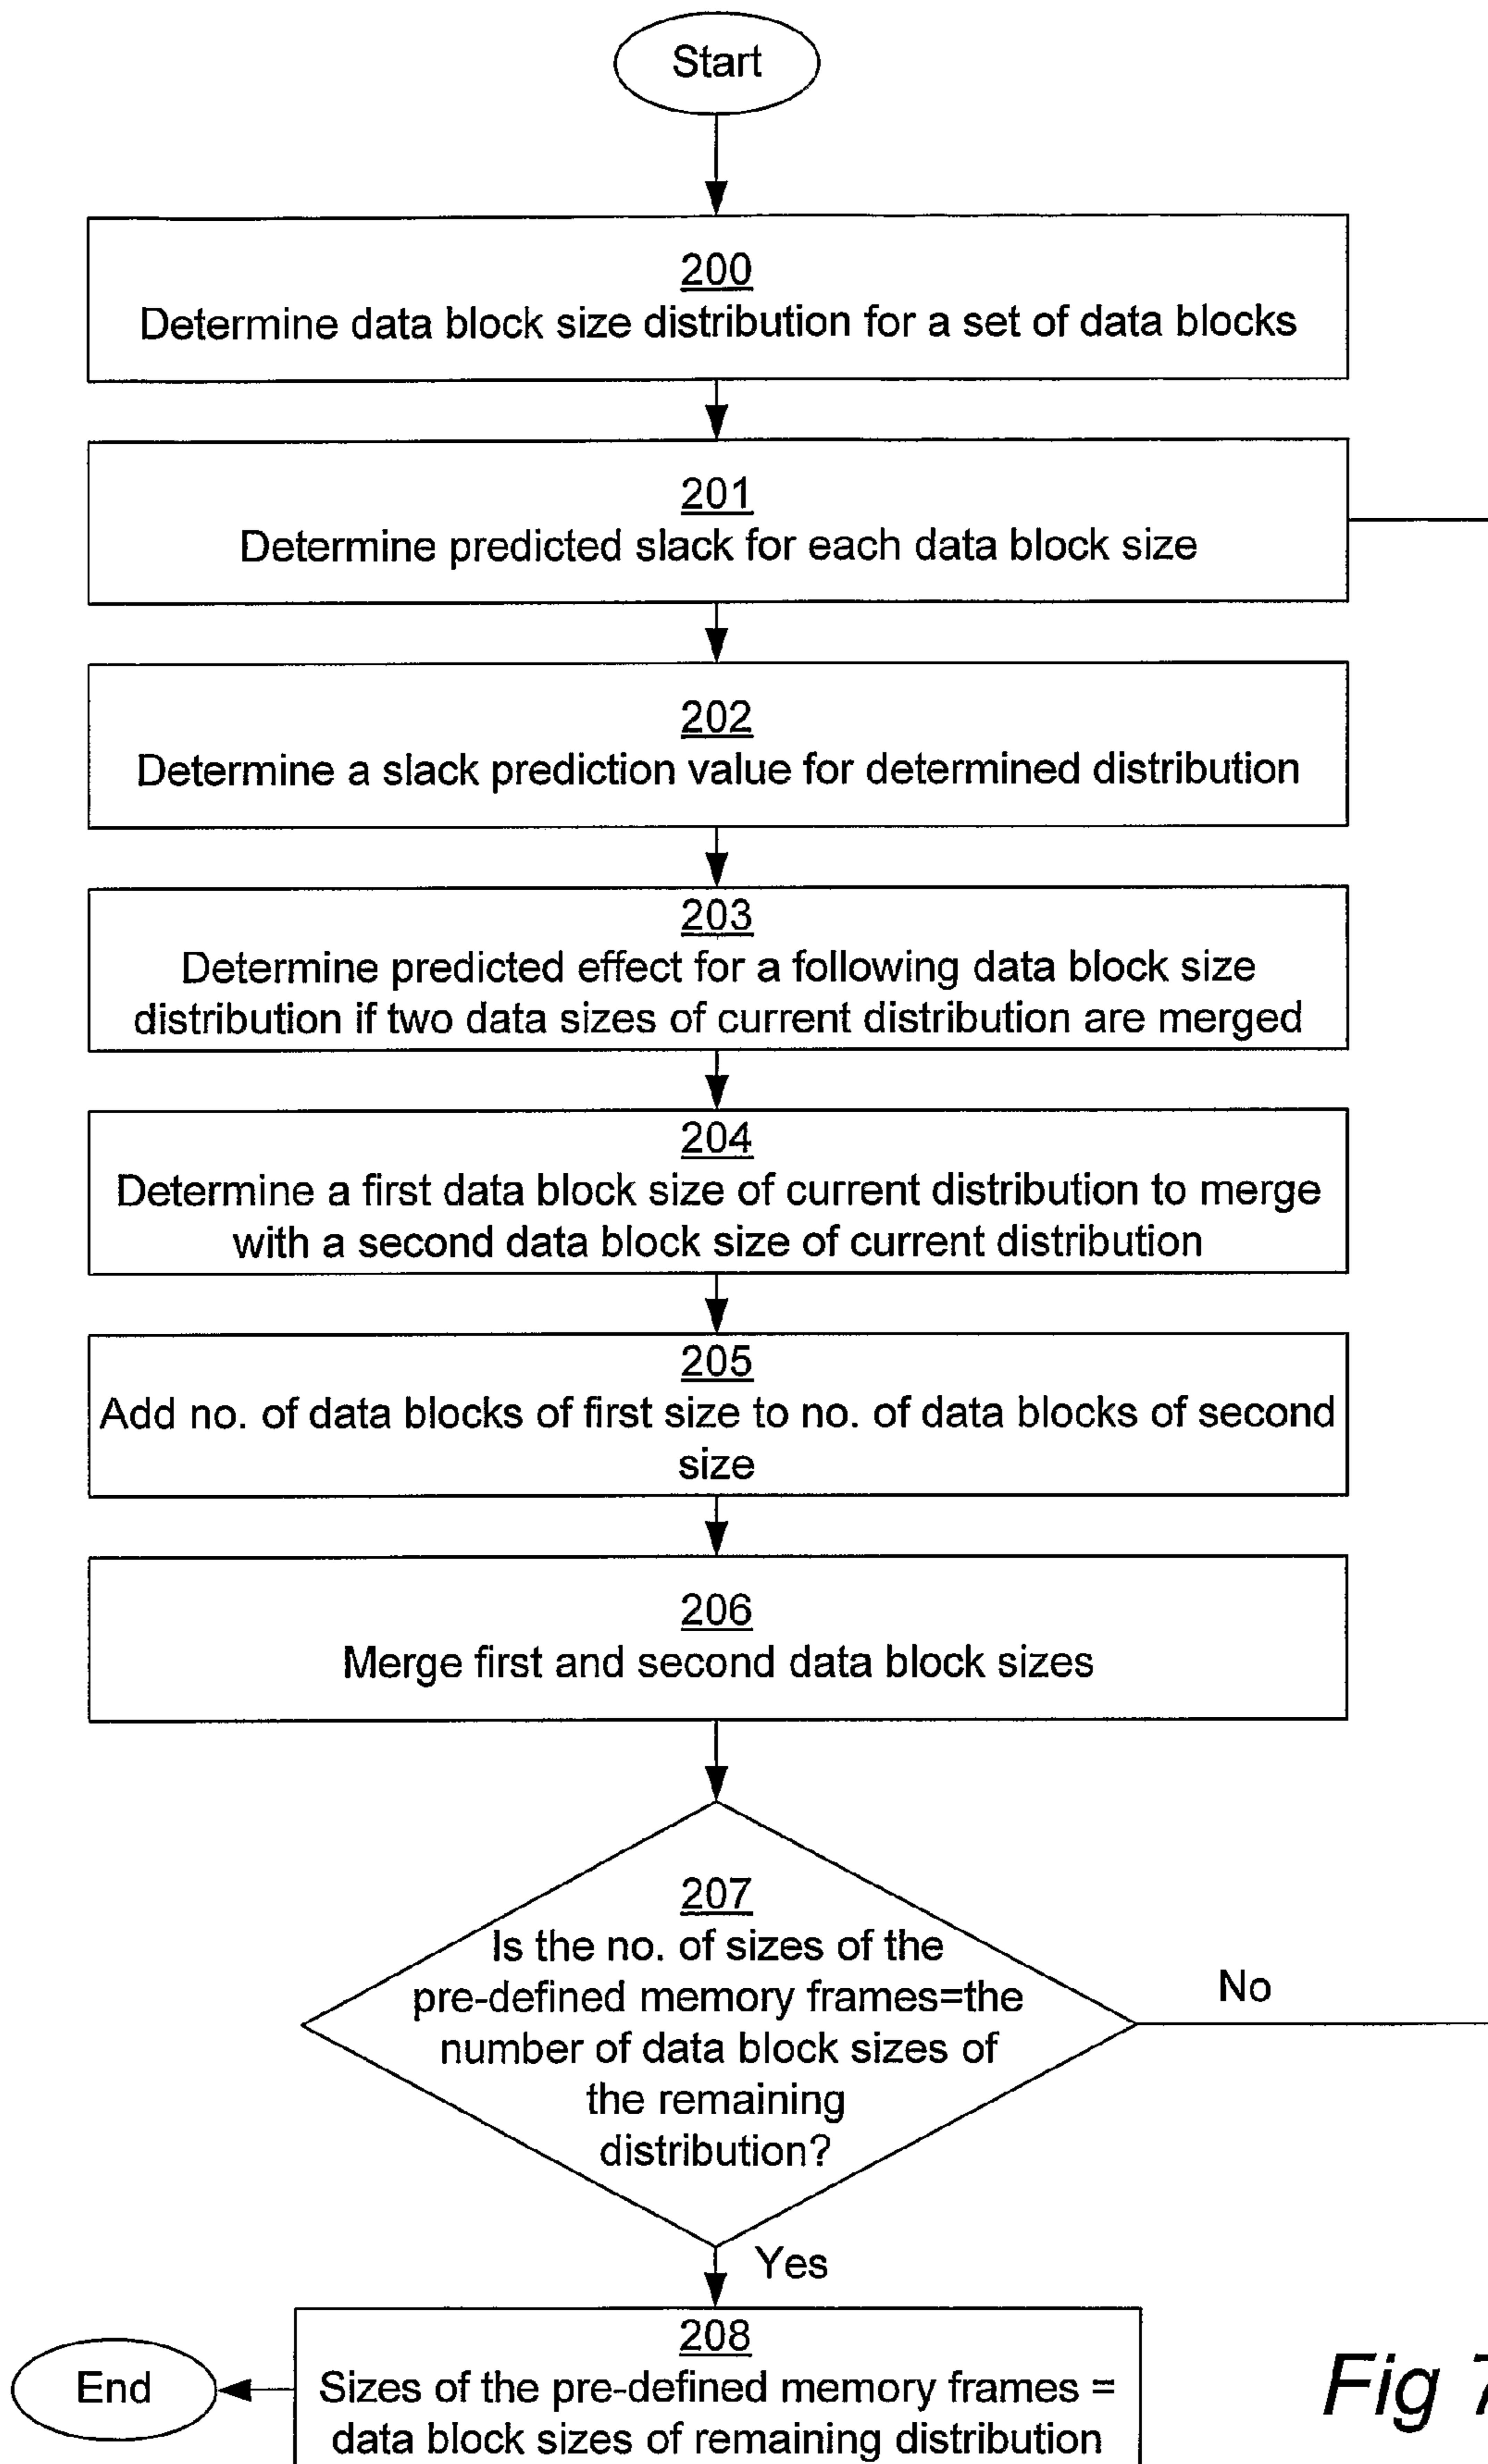 Start
200
Determine data block size distribution for a set of data blocks
201
Determine predicted slack for each data block size
202
Determine a slack prediction value for determined distribution
203
Determine predicted effect for a following data block size
distribution if two data sizes of current distribution are merged
204
Determine a first data block size of current distribution to merge
with a second data block size of current distribution
205
Add no. of data blocks of first size to no. of data blocks of second
size
206
Merge first and second data block sizes
207
Is the no. of sizes of the
pre-defined memory frames=the
number of data block sizes of
the remaining
distribution?
No
Yes
208
Sizes of the pre-defined memory frames =
data block sizes of remaining distribution
End
Fig 7